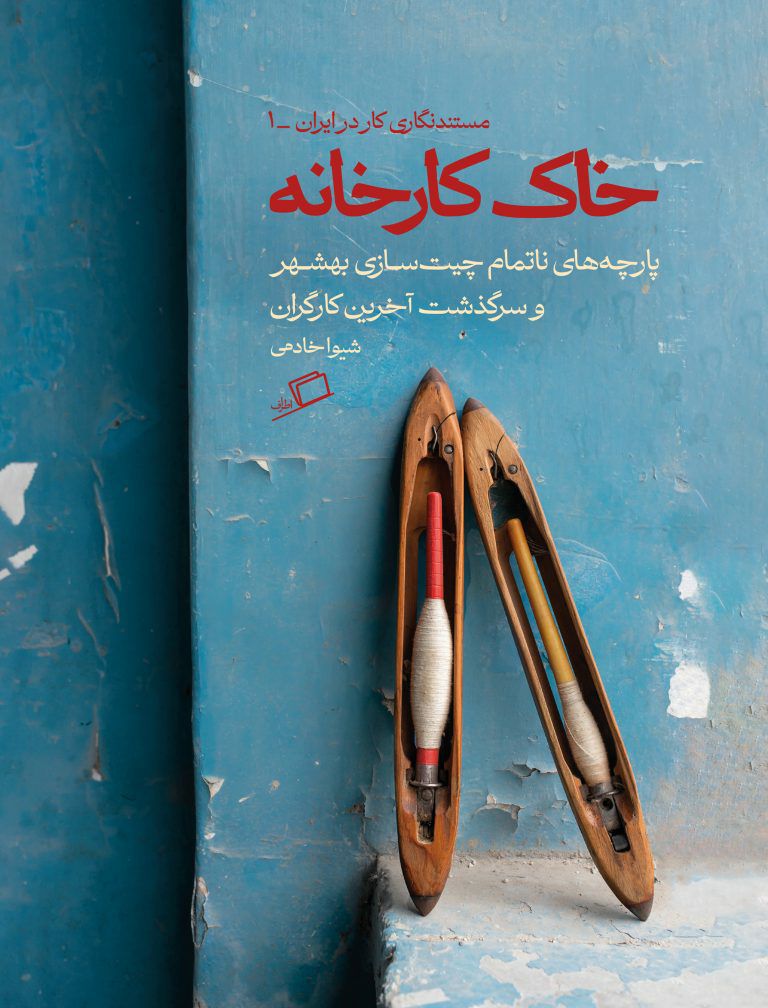 مستندنگاری کار در ایران _ ۱
خاک کارخانه
پارچه‌های ناتمام چیت‌سازی بهشهر
و سرگذشت آخرین کارگران
شیوا خادمی
اطراف